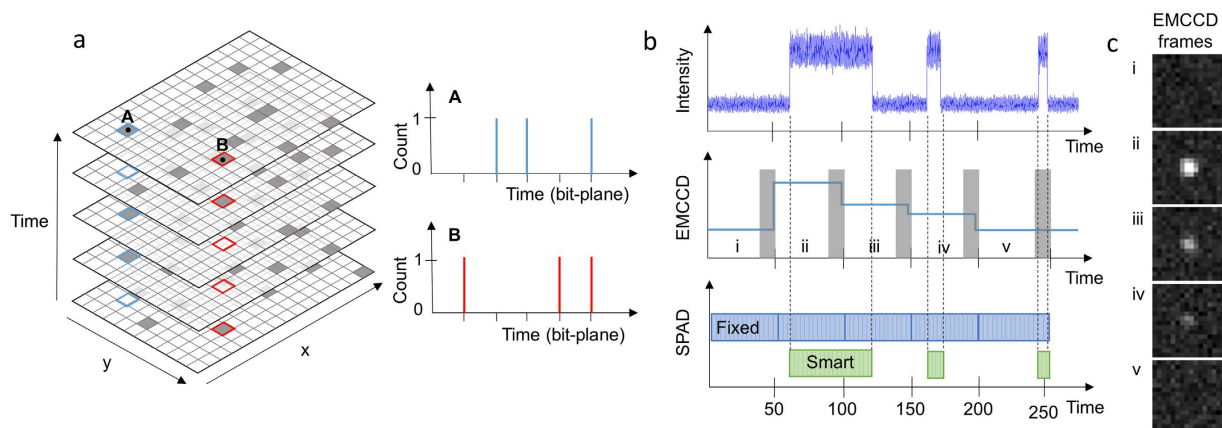 a
A
B
Time
y
x
A
Count
1
0
Time (bit-plane)
B
Count
1
0
Time (bit-plane)
b
Intensity
Time
EMCCD
i
ii
iii
iv
v
Time
SPAD
Fixed
Smart
50
100
150
200
250
Time
c
EMCCD
frames
i
ii
iii
iv
v